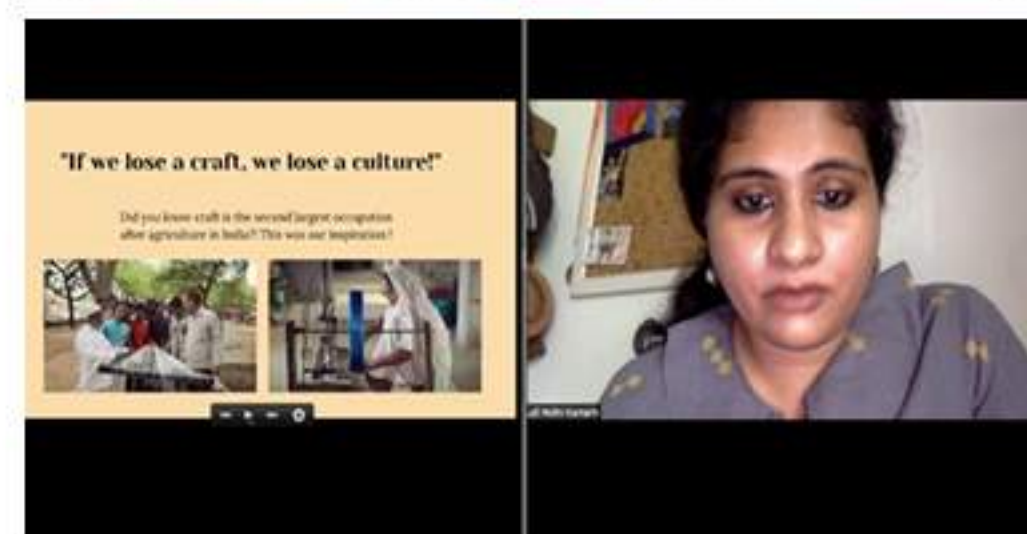 "If we lose a craft, we lose a culture!"
Did you know craft is the second largest occupation
after agriculture in India?! This was our inspiration!